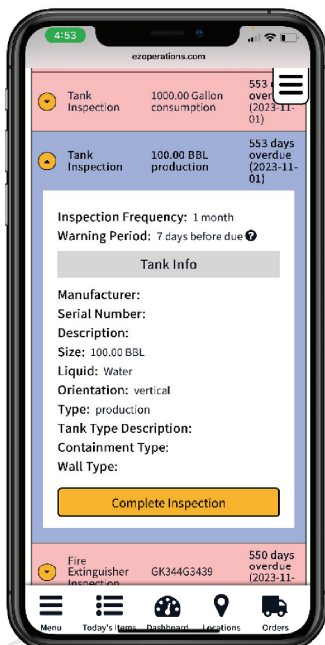 4:53
ezoperations.com
Tank Inspection 1000.00 Gallon consumption 553 overdue (2023-11-01)
Tank Inspection 100.00 BBL production 553 days overdue (2023-11-01)
Inspection Frequency: 1 month
Warning Period: 7 days before due ?
Tank Info
Manufacturer:
Serial Number:
Description:
Size: 100.00 BBL
Liquid: Water
Orientation: vertical
Type: production
Tank Type Description:
Containment Type:
Wall Type:
Complete Inspection
Fire Extinguisher Inspection GK344G3439 550 days overdue (2023-11-
Menu Today's Items Dashboard Locations Orders